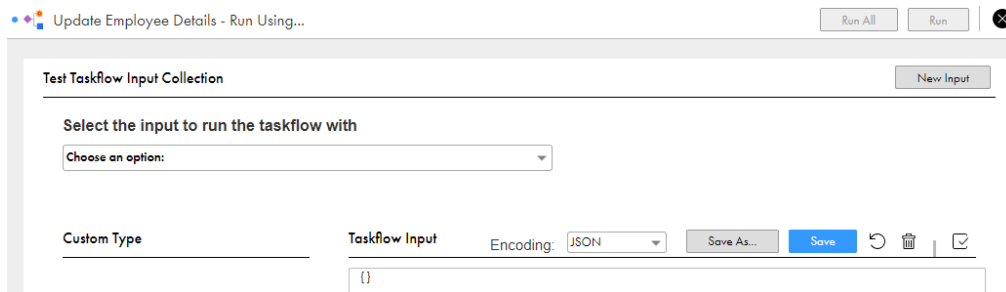 Update Employee Details - Run Using...
Run All
Run
Test Taskflow Input Collection
New Input
Select the input to run the taskflow with
Choose an option:
Custom Type
Taskflow Input
Encoding:
JSON
Save As...
Save
{}